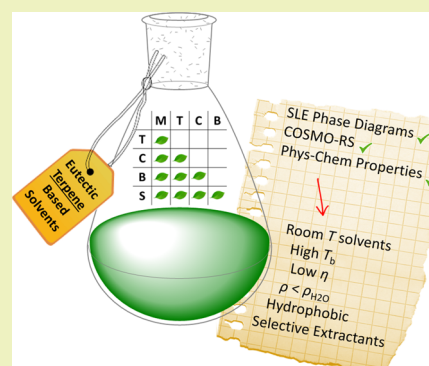 M T C B
T
C
B
S
Eutectic
Terpene
Based
Solvents
SLE Phase Diagrams ✓
COSMO-RS ✓
Phys-Chem Properties ✓
Room T solvents
High Tb
Low η
ρ < ρH2O
Hydrophobic
Selective Extractants